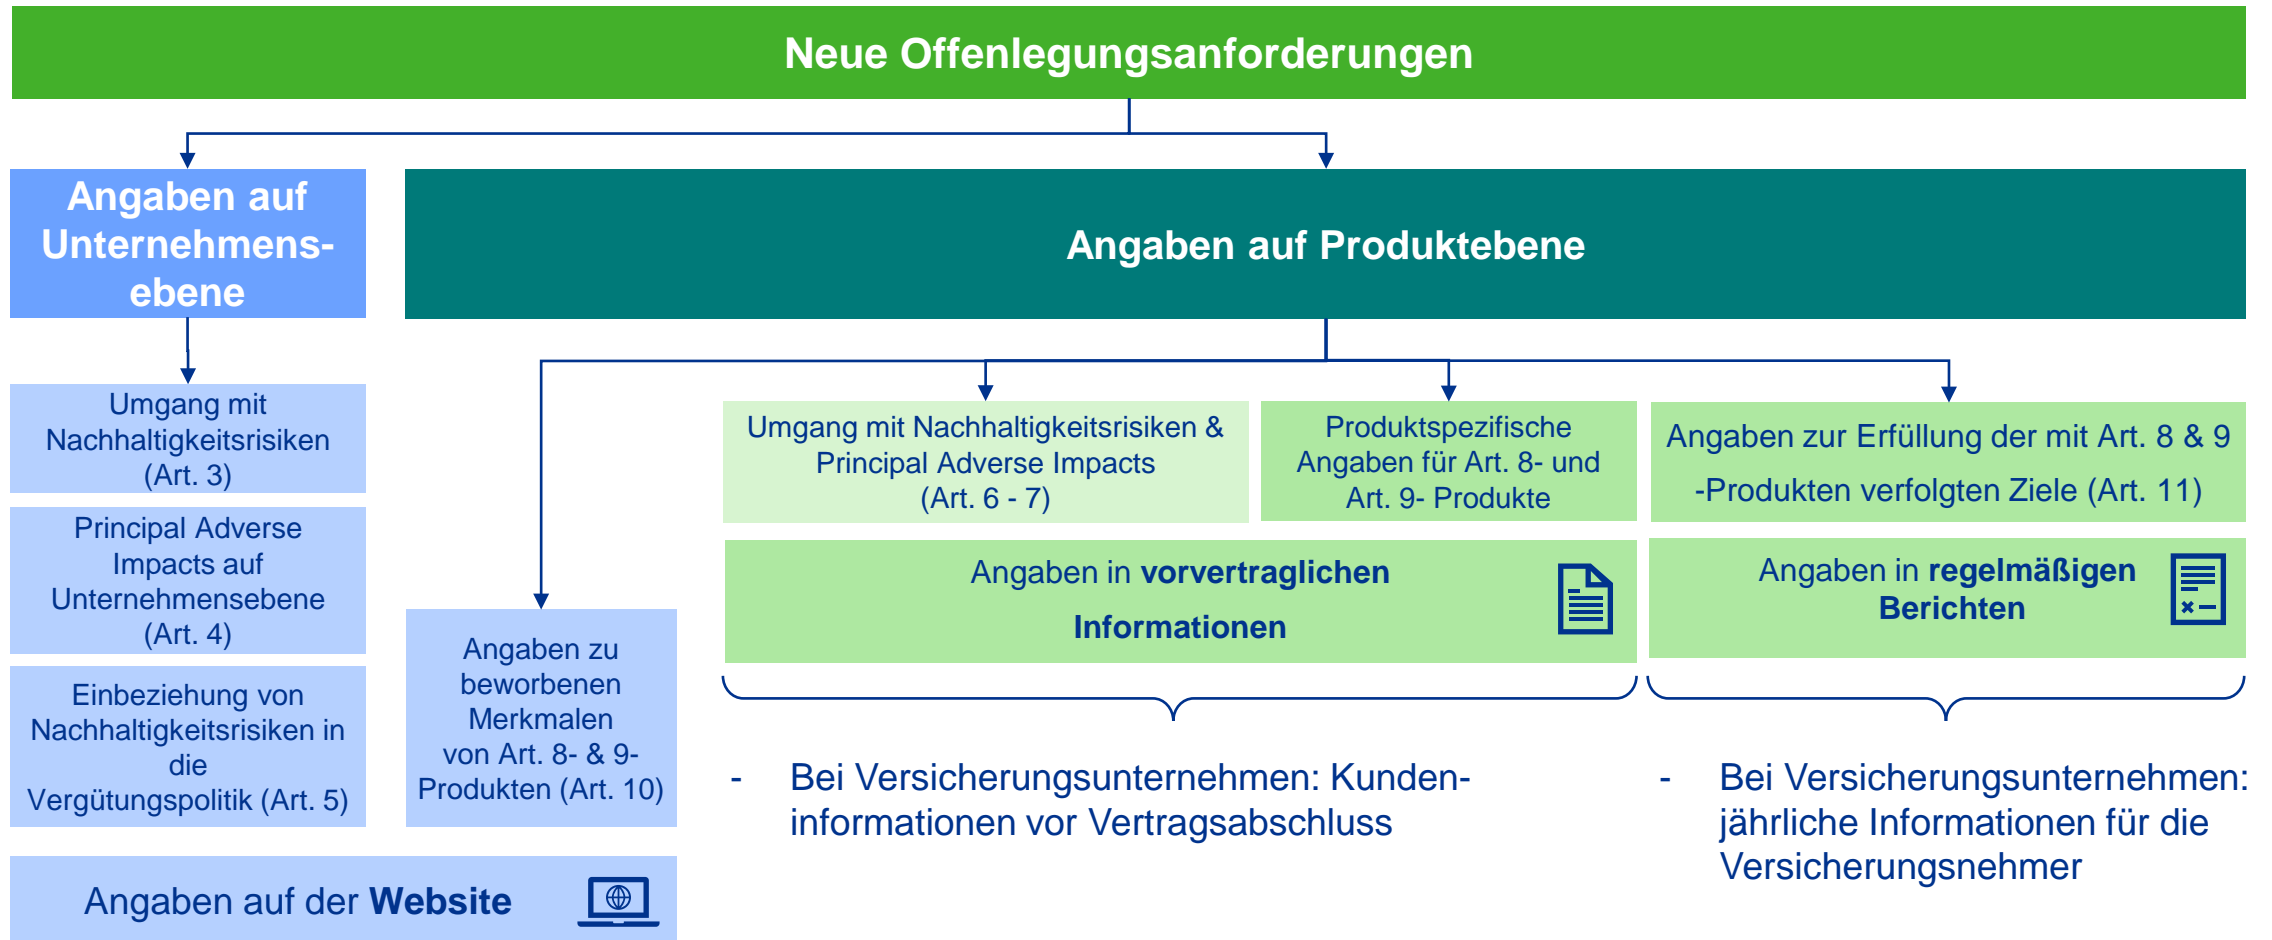 Neue Offenlegungsanforderungen
Angaben auf
Unternehmens-
ebene
Angaben auf Produktebene
Umgang mit
Nachhaltigkeitsrisiken
(Art. 3)
Principal Adverse
Impacts auf
Unternehmensebene
(Art. 4)
Einbeziehung von
Nachhaltigkeitsrisiken in
die
Vergütungspolitik (Art. 5)
Angaben zu
beworbenen
Merkmalen
von Art. 8- & 9-
Produkten (Art. 10)
Angaben auf der Website
Umgang mit Nachhaltigkeitsrisiken &
Principal Adverse Impacts
(Art. 6 - 7)
Produktspezifische
Angaben für Art. 8- und
Art. 9- Produkte
Angaben in vorvertraglichen
Informationen
- Bei Versicherungsunternehmen: Kunden-
informationen vor Vertragsabschluss
Angaben zur Erfüllung der mit Art. 8 & 9
-Produkten verfolgten Ziele (Art. 11)
Angaben in regelmäßigen
Berichten
- Bei Versicherungsunternehmen:
jährliche Informationen für die
Versicherungsnehmer